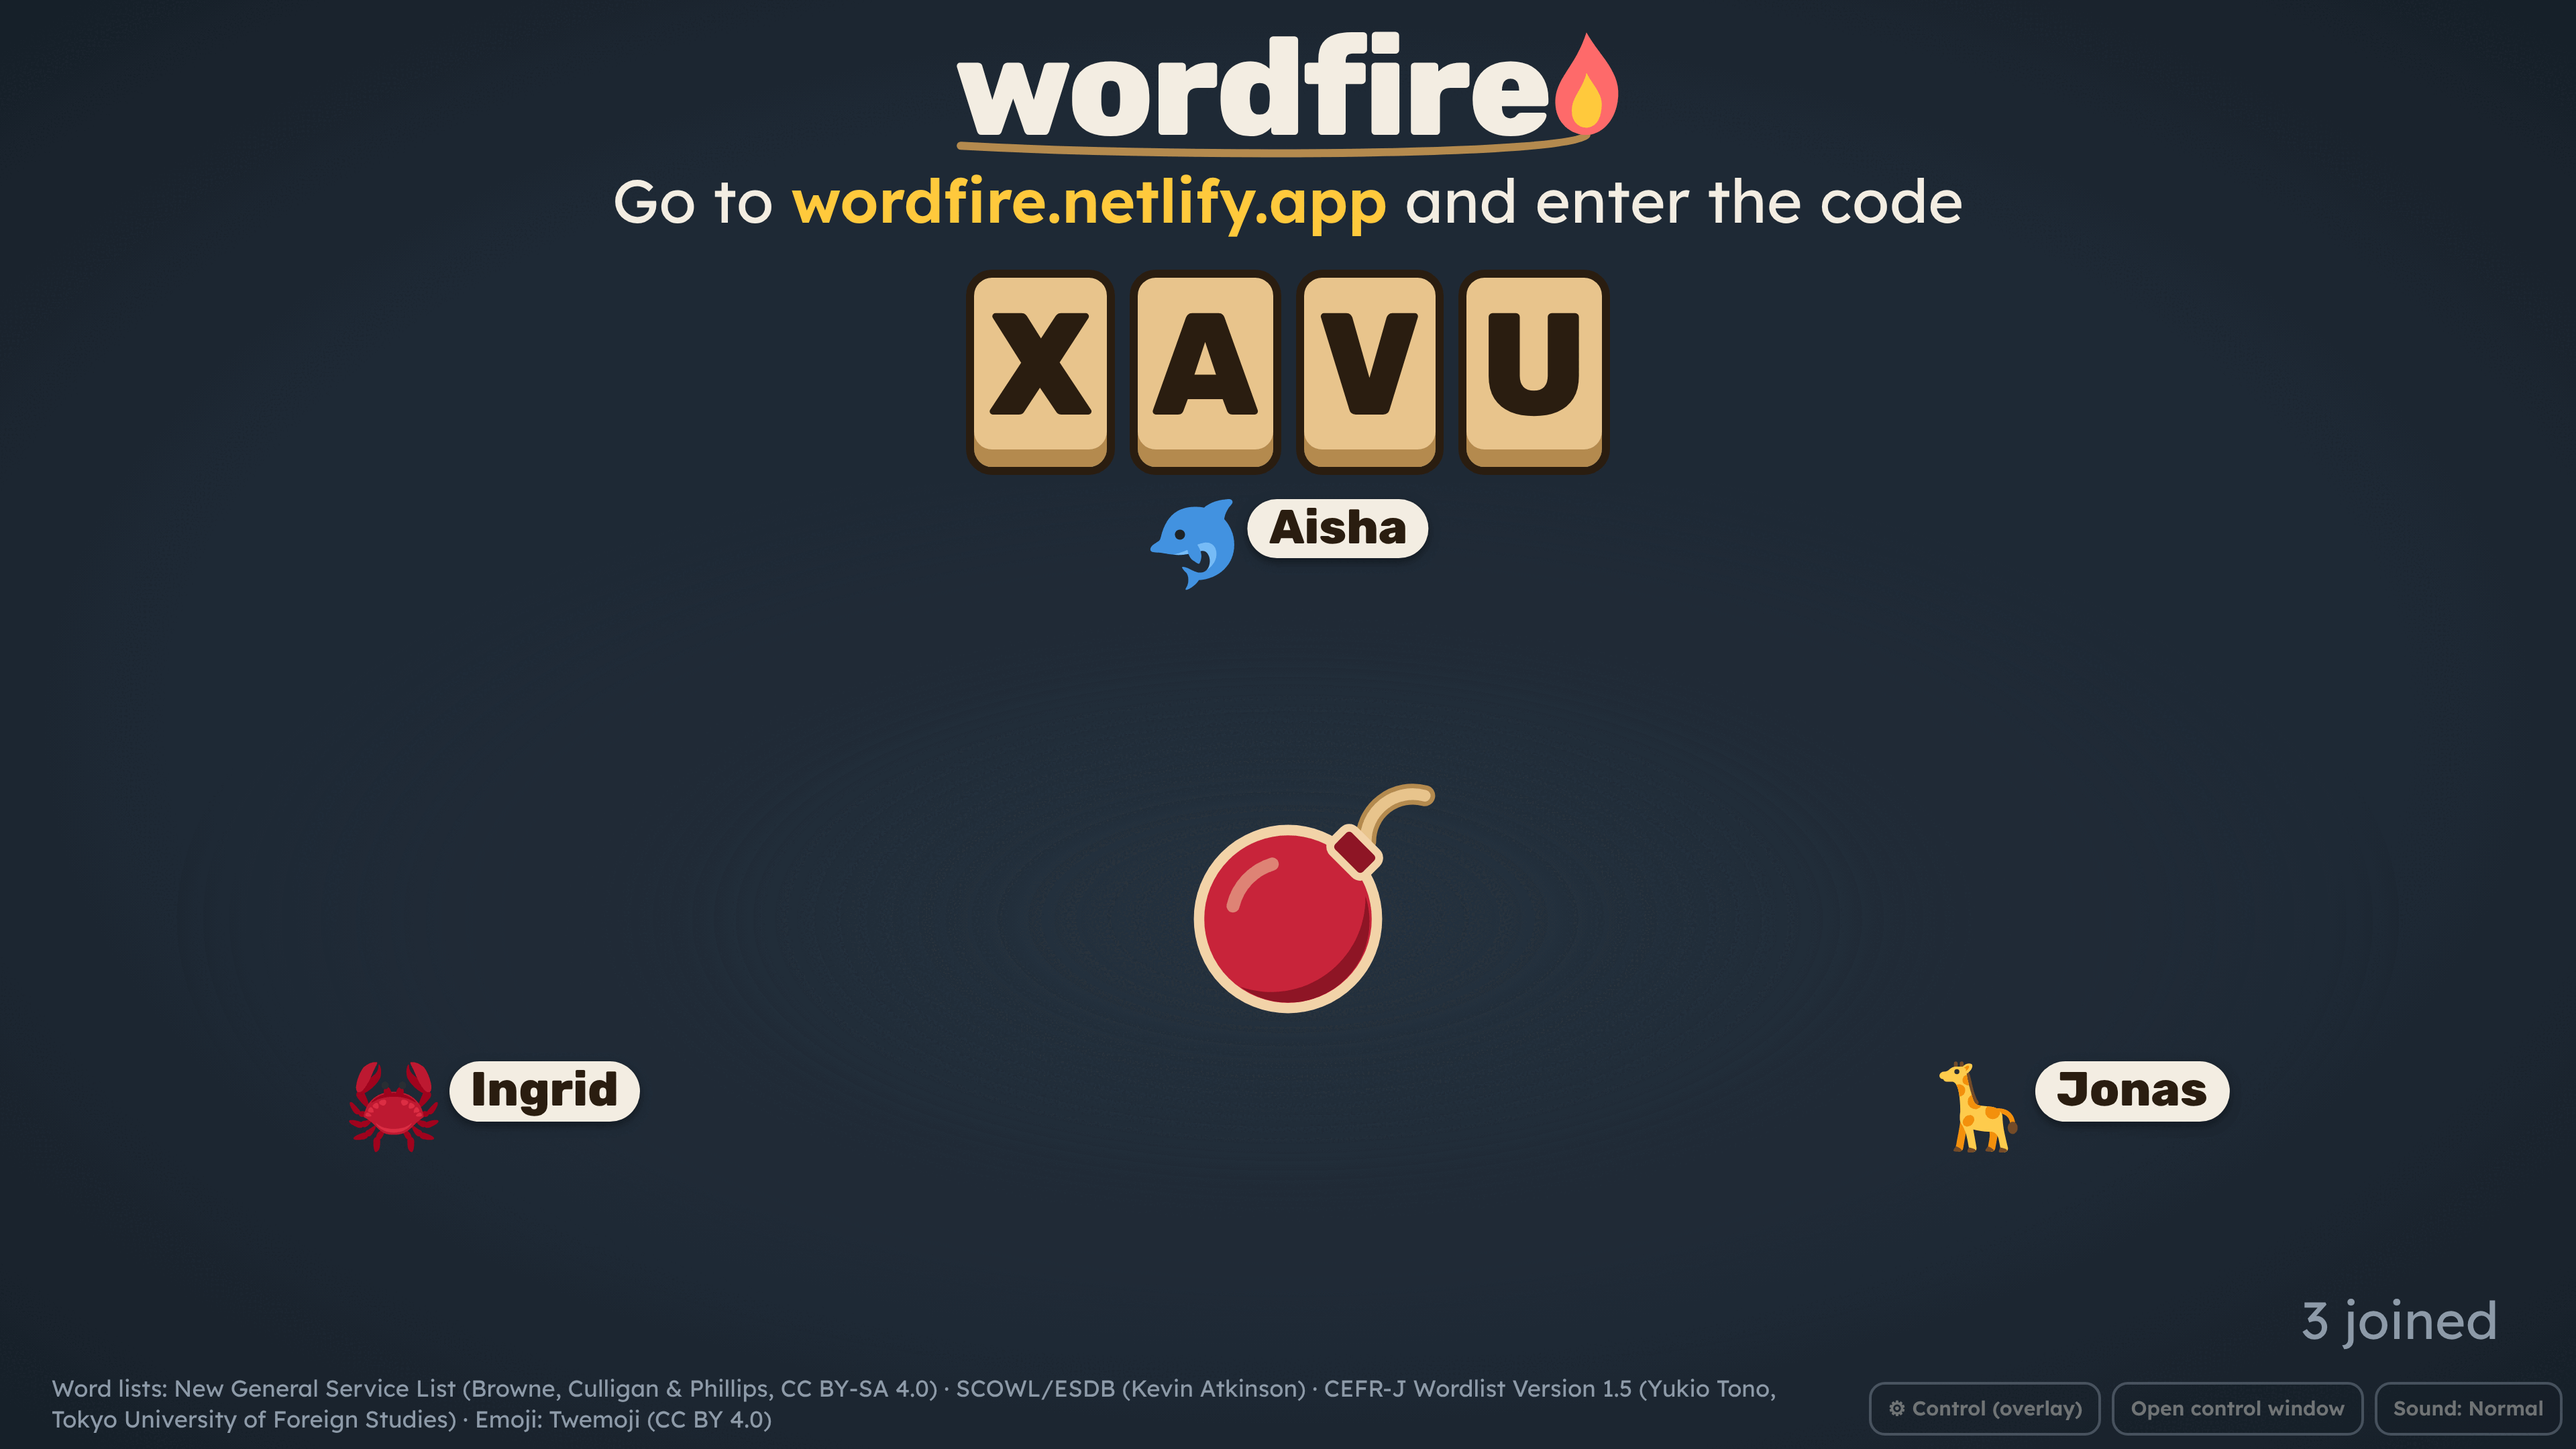 wordfire
Go to wordfire.netlify.app and enter the code
XAVU
Aisha
Ingrid
Jonas
3 joined
Word lists: New General Service List (Browne, Culligan & Phillips, CC BY-SA 4.0) · SCOWL/ESDB (Kevin Atkinson) · CEFR-J Wordlist Version 1.5 (Yukio Tono,
Tokyo University of Foreign Studies) · Emoji: Twemoji (CC BY 4.0)
⚙ Control (overlay)
Open control window
Sound: Normal